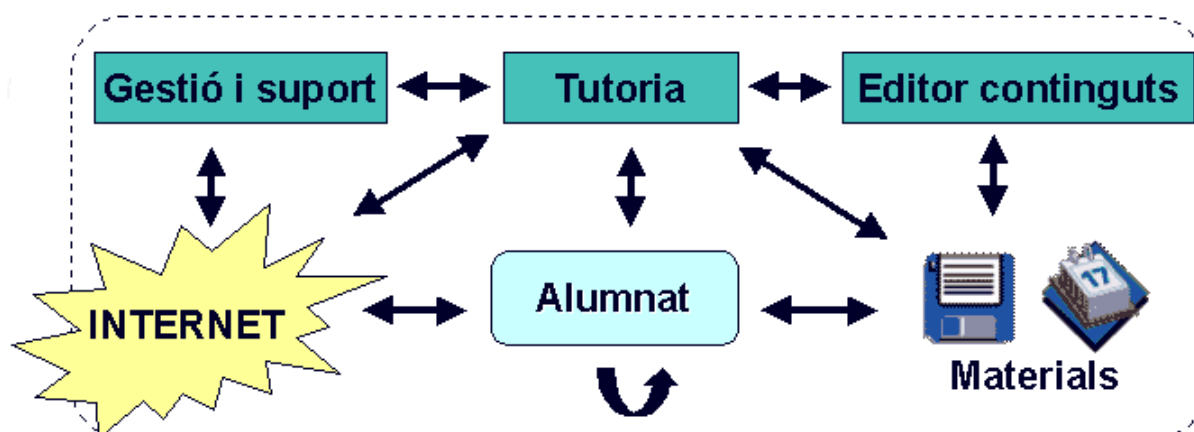 Gestió i suport
Tutoria
Editor continguts
INTERNET
Alumnat
17
Materials